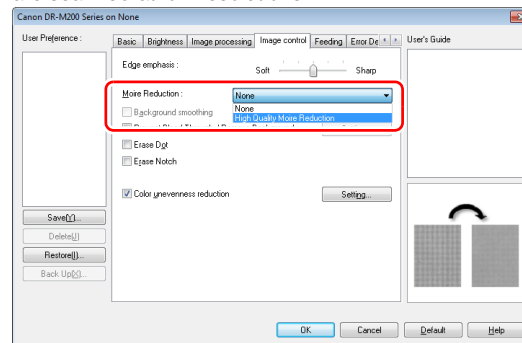 Canon DR-M200 Series on None
User Preference :
Basic Brightness Image processing Image control Feeding Error De
User's Guide
Edge emphasis :
Soft Sharp
Moire Reduction :
None
None
High Quality Moire Reduction
Background smoothing
Erase Dot
Erase Notch
Color unevenness reduction
Setting...
Save(Y)...
Delete(J)
Restore(I)...
Back Up(X)...
OK Cancel Default Help